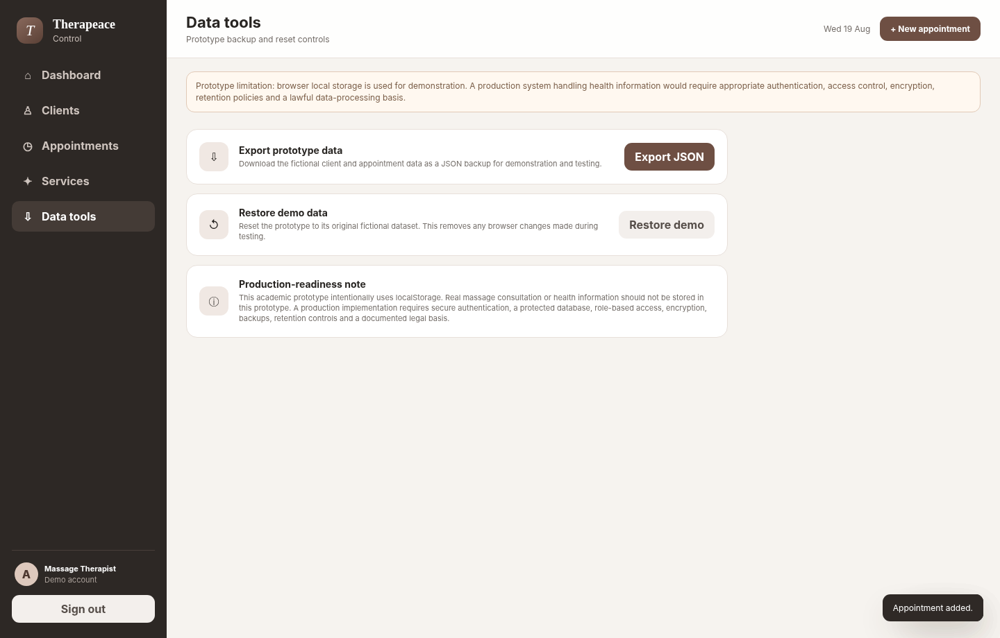 T
Therapeace
Control
Dashboard
Clients
Appointments
Services
Data tools
A
Massage Therapist
Demo account
Sign out
Data tools
Prototype backup and reset controls
Wed 19 Aug
+ New appointment
Prototype limitation: browser local storage is used for demonstration. A production system handling health information would require appropriate authentication, access control, encryption,
retention policies and a lawful data-processing basis.
Export prototype data
Download the fictional client and appointment data as a JSON backup for demonstration and testing.
Export JSON
Restore demo data
Reset the prototype to its original fictional dataset. This removes any browser changes made during
testing.
Restore demo
Production-readiness note
This academic prototype intentionally uses localStorage. Real massage consultation or health information should not be stored in
this prototype. A production implementation requires secure authentication, a protected database, role-based access, encryption,
backups, retention controls and a documented legal basis.
Appointment added.